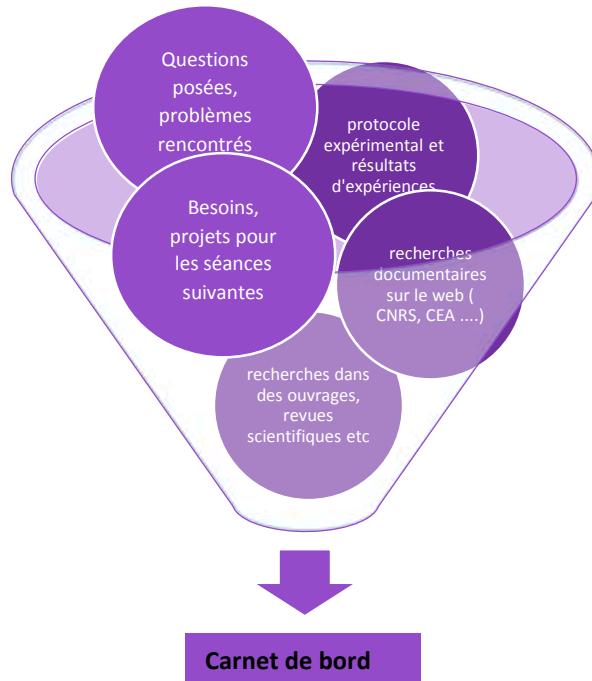 Questions
posées,
problèmes
rencontrés
protocole
expérimental et
résultats
d'expériences
Besoins,
projets pour
les séances
suivantes
recherches
documentaires
sur le web (
CNRS, CEA ....)
recherches dans
des ouvrages,
revues
scientifiques etc
Carnet de bord